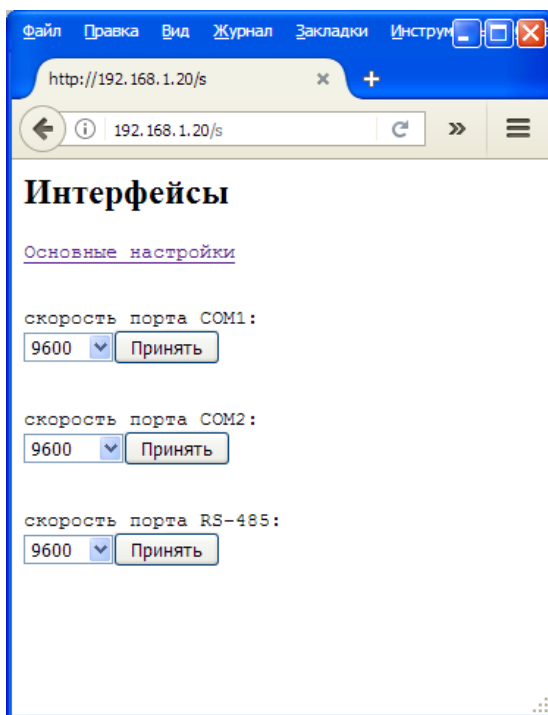 Файл Правка Вид Журнал Закладки Инструм
http://192.168.1.20/s
192.168.1.20/s
Интерфейсы
Основные настройки
скорость порта COM1:
9600 Принять
скорость порта COM2:
9600 Принять
скорость порта RS-485:
9600 Принять